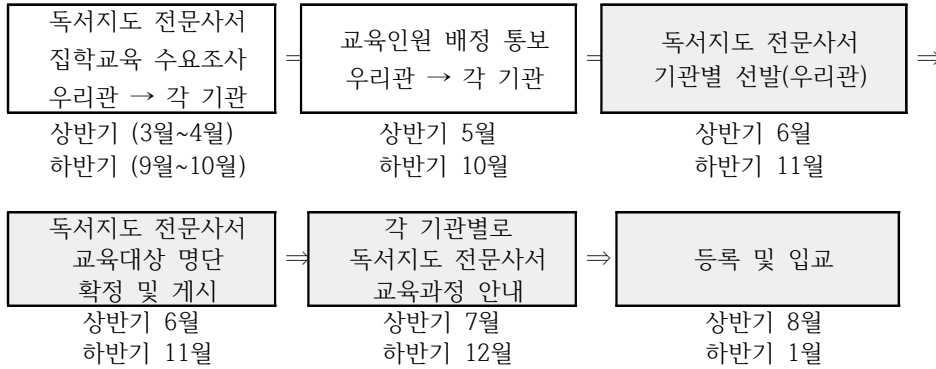 독서지도 전문사서
집학교육 수요조사
우리관 → 각 기관
=
교육인원 배정 통보
우리관 → 각 기관
=
독서지도 전문사서
기관별 선발(우리관)
⇒
상반기 (3월~4월)
하반기 (9월~10월)
상반기 5월
하반기 10월
상반기 6월
하반기 11월
독서지도 전문사서
교육대상 명단
확정 및 게시
⇒
각 기관별로
독서지도 전문사서
교육과정 안내
⇒
등록 및 입교
상반기 6월
하반기 11월
상반기 7월
하반기 12월
상반기 8월
하반기 1월